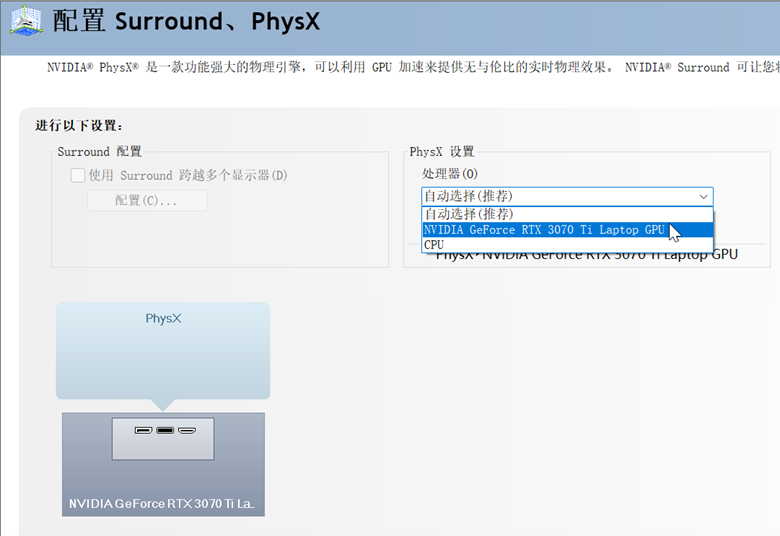 配置 Surround、PhysX
NVIDIA® PhysX® 是一款功能强大的物理引擎，可以利用 GPU 加速来提供无与伦比的实时物理效果。 NVIDIA® Surround 可让您
进行以下设置：
Surround 配置
使用 Surround 跨越多个显示器(D)
配置(C)...
PhysX 设置
处理器(O)
自动选择(推荐)
自动选择(推荐)
NVIDIA GeForce RTX 3070 Ti Laptop GPU
CPU
PhysX > NVIDIA GeForce RTX 3070 Ti Laptop GPU
PhysX
NVIDIA GeForce RTX 3070 Ti La...